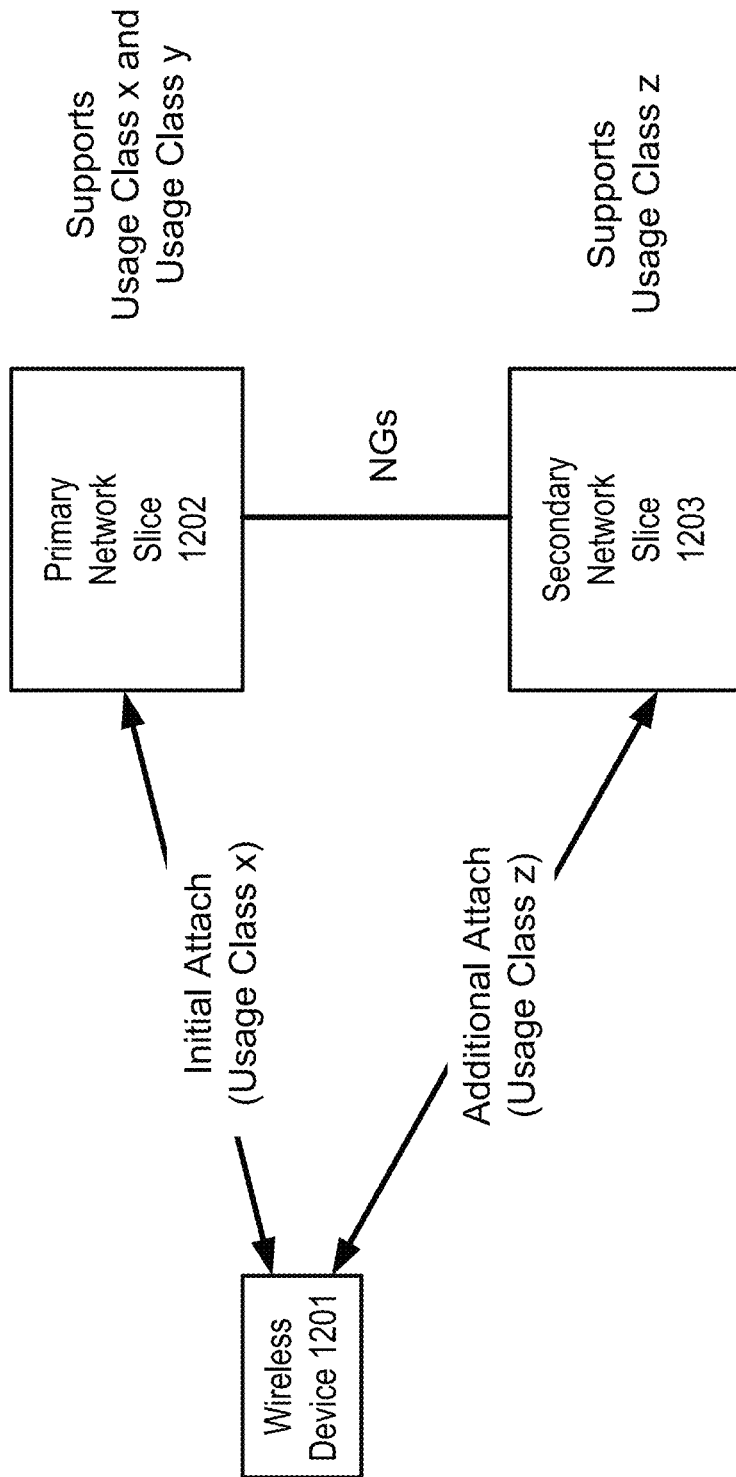 Wireless
Device 1201
Initial Attach
(Usage Class x)
Additional Attach
(Usage Class z)
Primary
Network
Slice
1202
NGs
Secondary
Network
Slice
1203
Supports
Usage Class x and
Usage Class y
Supports
Usage Class z